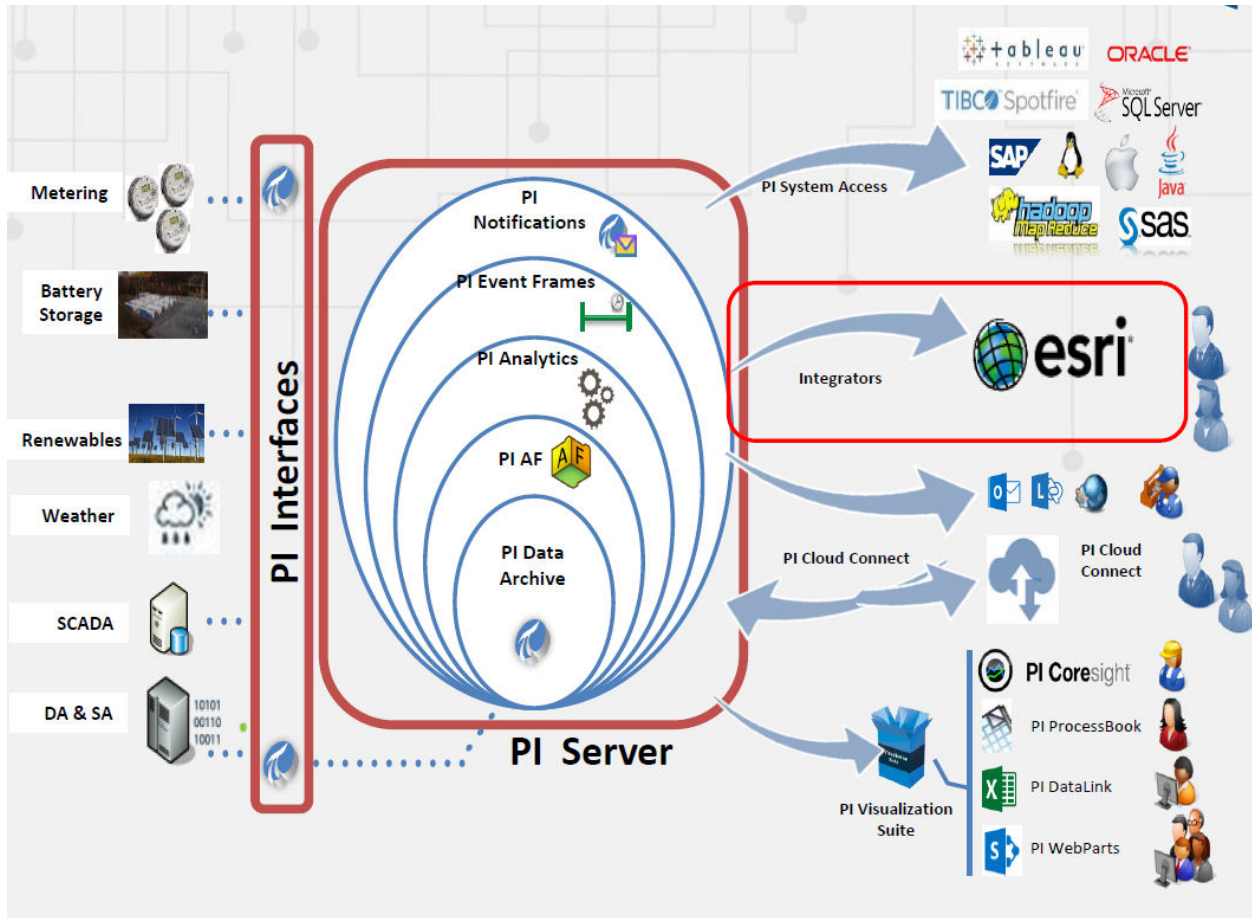 Metering
Battery
Storage
Renewables
Weather
SCADA
DA & SA
10101
00110
10011
PI Interfaces
PI
Notifications
PI Event Frames
PI Analytics
PI AF
A F
PI Data
Archive
PI Server
PI System Access
+ableau
SOFTWARE
ORACLE
TIBCO Spotfire
Microsoft
SQL Server
SAP
Java
hadoop
Map Reduce
sas
Integrators
esri
O
L
PI Cloud Connect
PI Cloud
Connect
PI Visualization
Suite
PI Coresight
PI ProcessBook
X
PI DataLink
S
PI WebParts